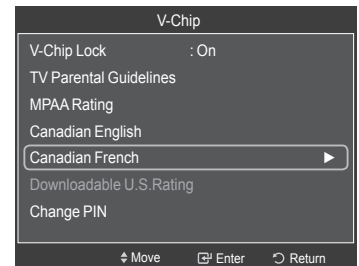 V-Chip
V-Chip Lock : On
TV Parental Guidelines
MPAA Rating
Canadian English
Canadian French ►
Downloadable U.S.Rating
Change PIN
Move Enter Return